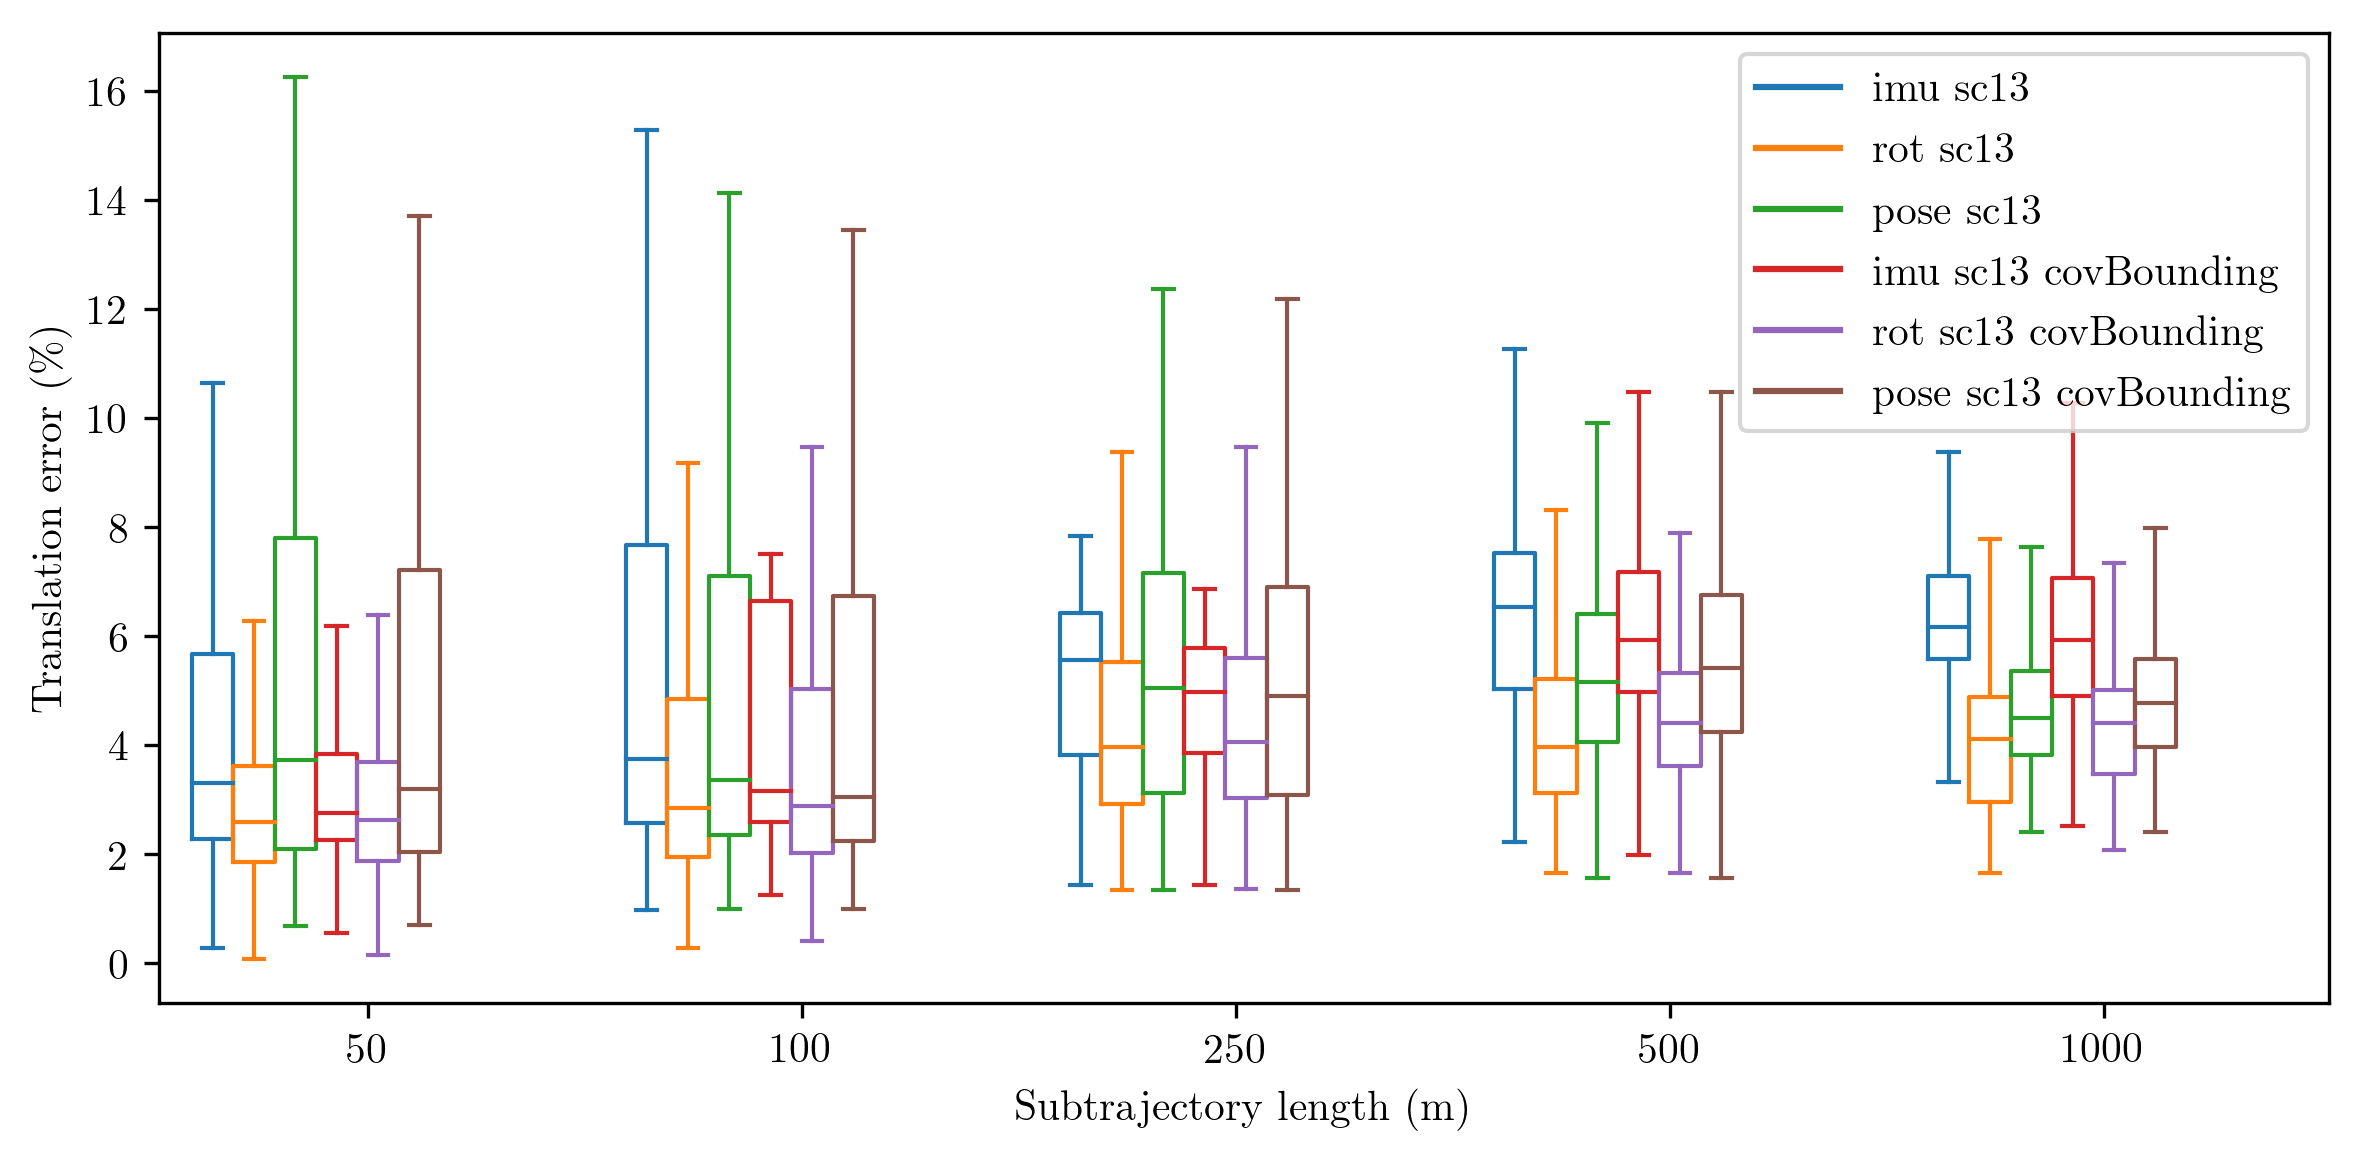 Translation error (%)
16
14
12
10
8
6
4
2
0
imu sc13
rot sc13
pose sc13
imu sc13 covBounding
rot sc13 covBounding
pose sc13 covBounding
50 100 250 500 1000
Subtrajectory length (m)